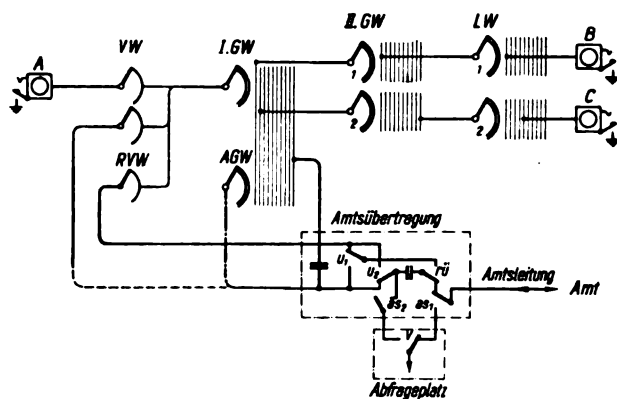 A
VW
I.GW
II.GW
LW
B
1
1
C
2
2
RVW
AGW
Amtsübertragung
u₁
u₂
rü
as₂
as₁
Amtsleitung
Amt
V
Abfrageplatz